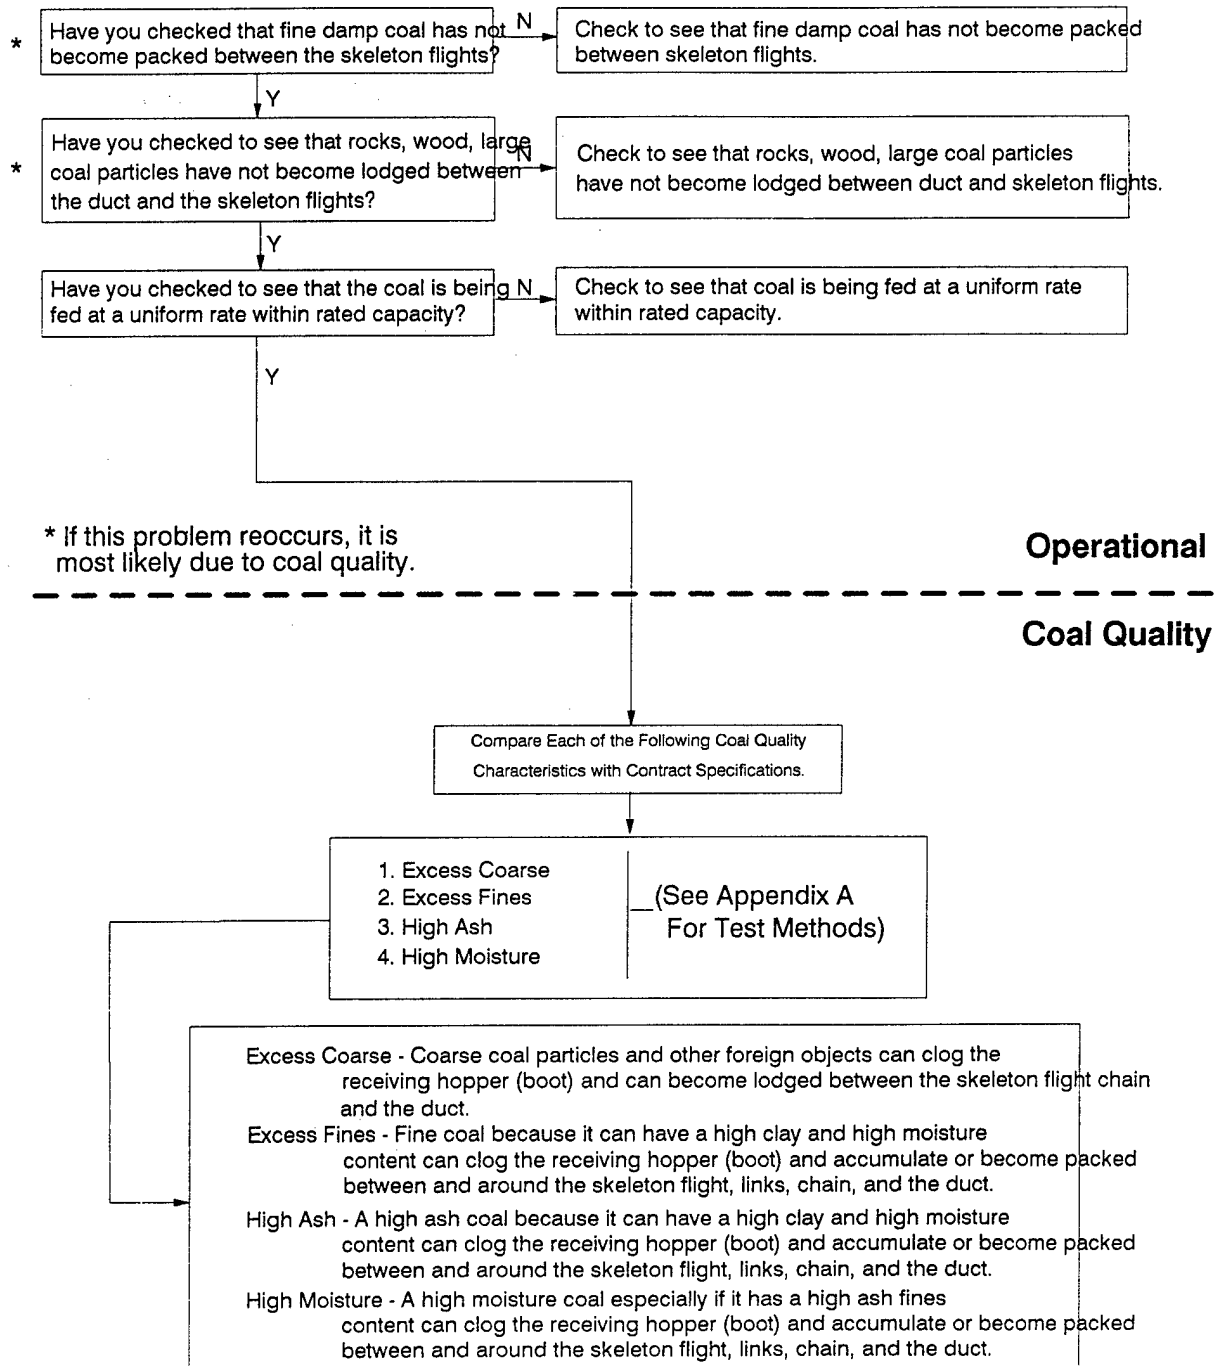 * Have you checked that fine damp coal has not
become packed between the skeleton flights?
N
Check to see that fine damp coal has not become packed
between skeleton flights.
Y
* Have you checked to see that rocks, wood, large
coal particles have not become lodged between
the duct and the skeleton flights?
N
Check to see that rocks, wood, large coal particles
have not become lodged between duct and skeleton flights.
Y
Have you checked to see that the coal is being
fed at a uniform rate within rated capacity?
N
Check to see that coal is being fed at a uniform rate
within rated capacity.
Y
* If this problem reoccurs, it is
most likely due to coal quality.
Operational
Coal Quality
Compare Each of the Following Coal Quality
Characteristics with Contract Specifications.
1. Excess Coarse
2. Excess Fines
3. High Ash
4. High Moisture
(See Appendix A
For Test Methods)
Excess Coarse - Coarse coal particles and other foreign objects can clog the
receiving hopper (boot) and can become lodged between the skeleton flight chain
and the duct.
Excess Fines - Fine coal because it can have a high clay and high moisture
content can clog the receiving hopper (boot) and accumulate or become packed
between and around the skeleton flight, links, chain, and the duct.
High Ash - A high ash coal because it can have a high clay and high moisture
content can clog the receiving hopper (boot) and accumulate or become packed
between and around the skeleton flight, links, chain, and the duct.
High Moisture - A high moisture coal especially if it has a high ash fines
content can clog the receiving hopper (boot) and accumulate or become packed
between and around the skeleton flight, links, chain, and the duct.